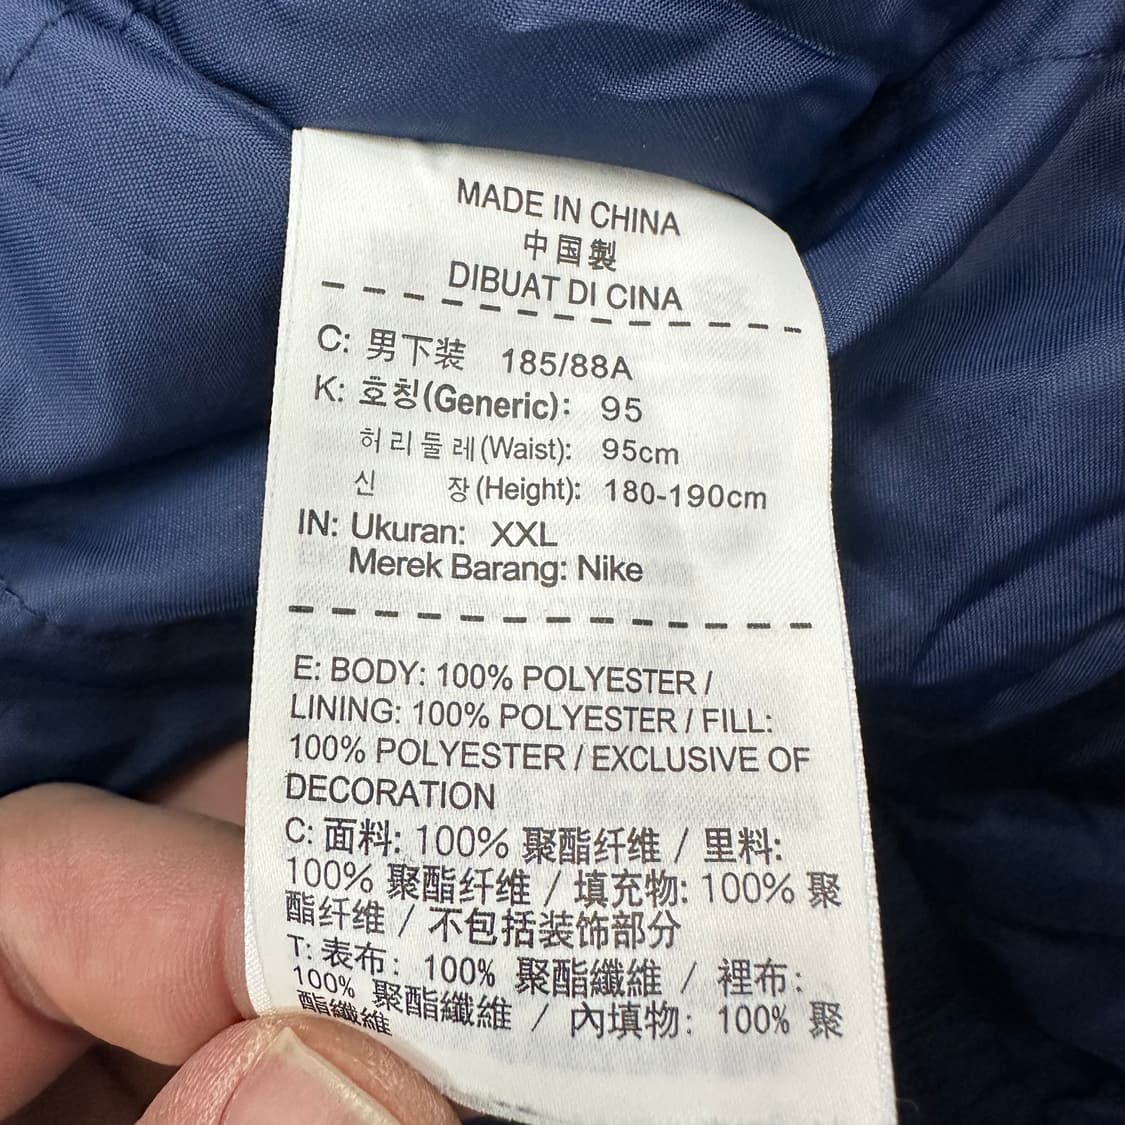 MADE IN CHINA
中国製
DIBUAT DI CINA
C: 男下装 185/88A
K: 호칭(Generic): 95
허리둘레(Waist): 95cm
신 장(Height): 180-190cm
IN: Ukuran: XXL
Merek Barang: Nike
E: BODY: 100% POLYESTER /
LINING: 100% POLYESTER / FILL:
100% POLYESTER / EXCLUSIVE OF
DECORATION
C: 面料: 100% 聚酯纤维 / 里料:
100% 聚酯纤维 / 填充物: 100% 聚
酯纤维 / 不包括装饰部分
T: 表布: 100% 聚酯纖維 / 裡布:
100% 聚酯纖維 / 內填物: 100% 聚
酯纖維